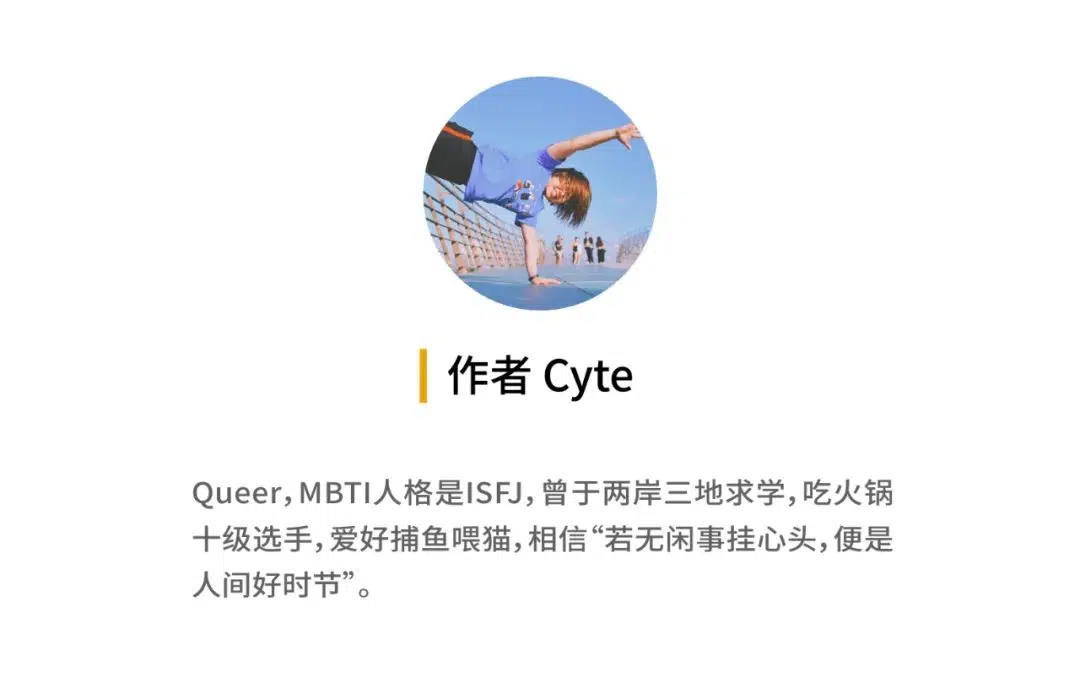 作者 Cyte
Queer，MBTI人格是ISFJ，曾于两岸三地求学，吃火锅
十级选手，爱好捕鱼喂猫，相信“若无闲事挂心头，便是
人间好时节”。